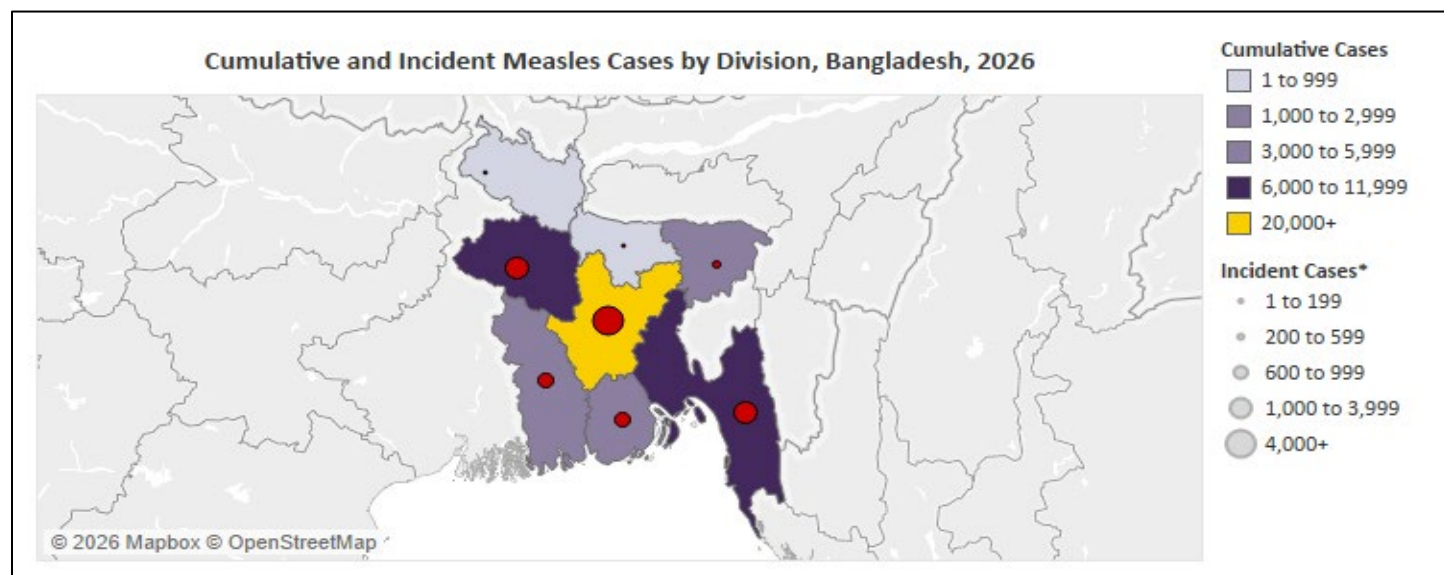 Cumulative and Incident Measles Cases by Division, Bangladesh, 2026
Cumulative Cases
1 to 999
1,000 to 2,999
3,000 to 5,999
6,000 to 11,999
20,000+
Incident Cases*
1 to 199
200 to 599
600 to 999
1,000 to 3,999
4,000+
© 2026 Mapbox © OpenStreetMap